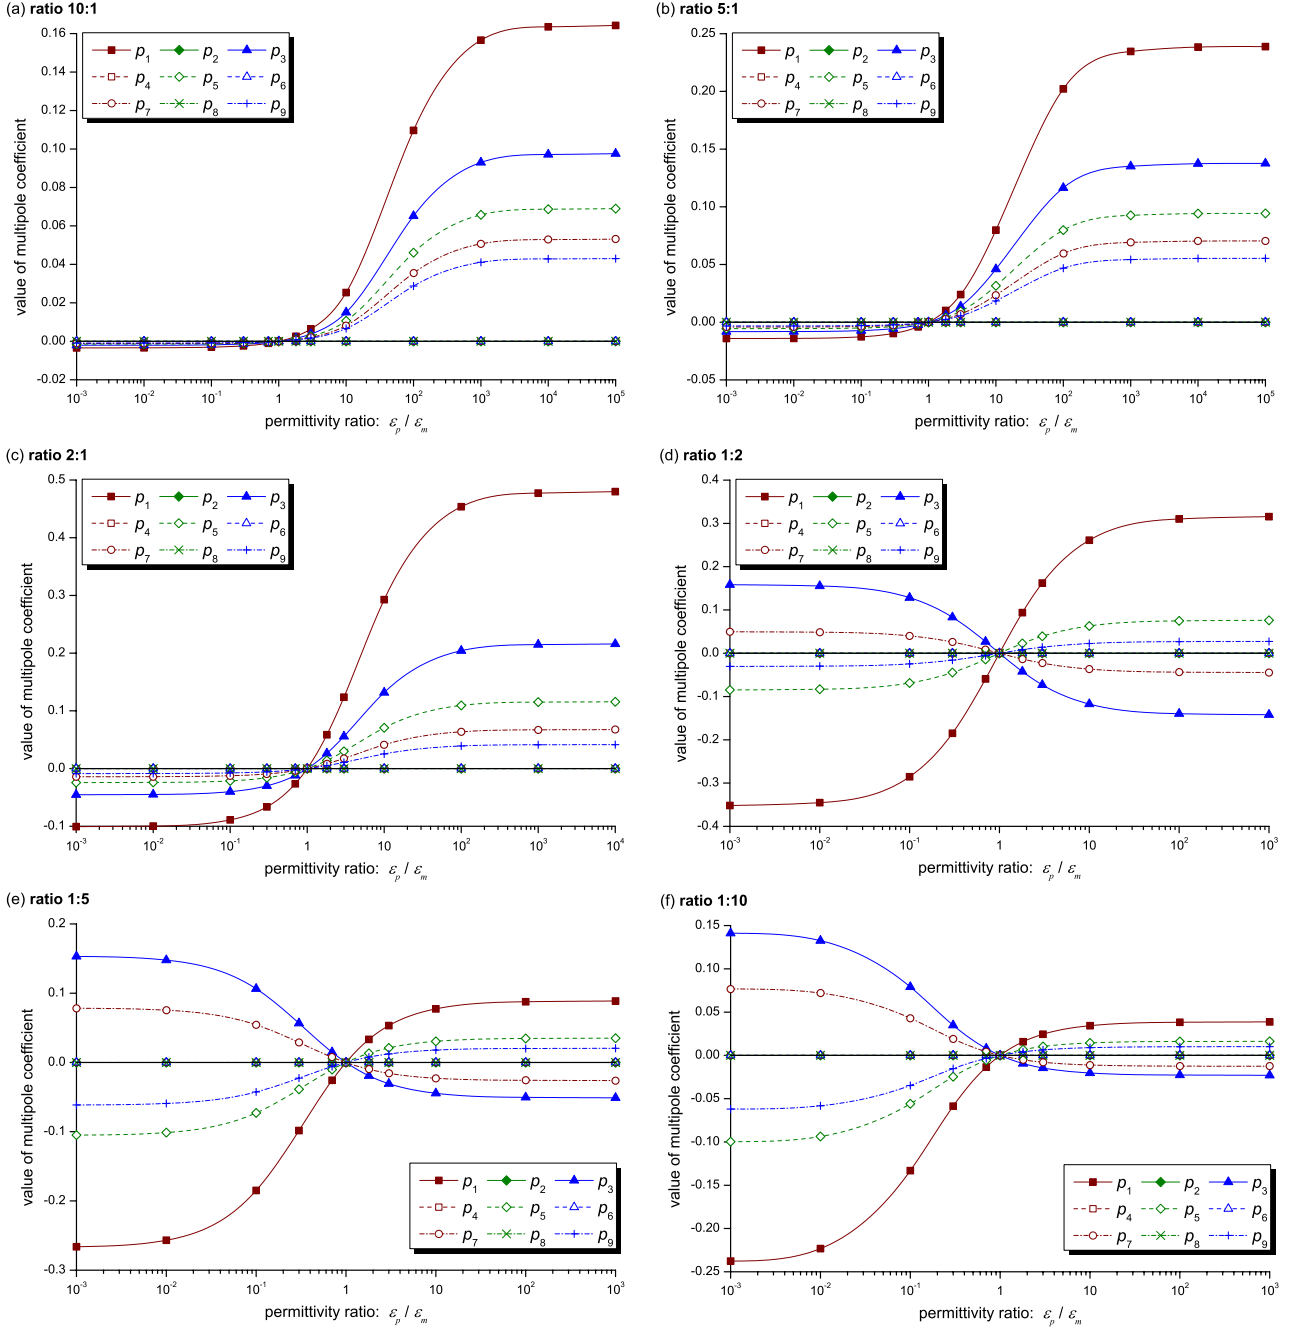 (a) ratio 10:1
p1 p2 p3
p4 p5 p6
p7 p8 p9
0.16
0.14
0.12
0.10
0.08
0.06
0.04
0.02
0.00
-0.02
value of multipole coefficient
10-3 10-2 10-1 1 10 102 103 104 105
permittivity ratio: εp / εm
(b) ratio 5:1
p1 p2 p3
p4 p5 p6
p7 p8 p9
0.25
0.20
0.15
0.10
0.05
0.00
-0.05
value of multipole coefficient
10-3 10-2 10-1 1 10 102 103 104 105
permittivity ratio: εp / εm
(c) ratio 2:1
p1 p2 p3
p4 p5 p6
p7 p8 p9
0.5
0.4
0.3
0.2
0.1
0.0
-0.1
value of multipole coefficient
10-3 10-2 10-1 1 10 102 103 104
permittivity ratio: εp / εm
(d) ratio 1:2
p1 p2 p3
p4 p5 p6
p7 p8 p9
0.4
0.3
0.2
0.1
0.0
-0.1
-0.2
-0.3
-0.4
value of multipole coefficient
10-3 10-2 10-1 1 10 102 103
permittivity ratio: εp / εm
(e) ratio 1:5
0.2
0.1
0.0
-0.1
-0.2
-0.3
value of multipole coefficient
p1 p2 p3
p4 p5 p6
p7 p8 p9
10-3 10-2 10-1 1 10 102 103
permittivity ratio: εp / εm
(f) ratio 1:10
0.15
0.10
0.05
0.00
-0.05
-0.10
-0.15
-0.20
-0.25
value of multipole coefficient
p1 p2 p3
p4 p5 p6
p7 p8 p9
10-3 10-2 10-1 1 10 102 103
permittivity ratio: εp / εm